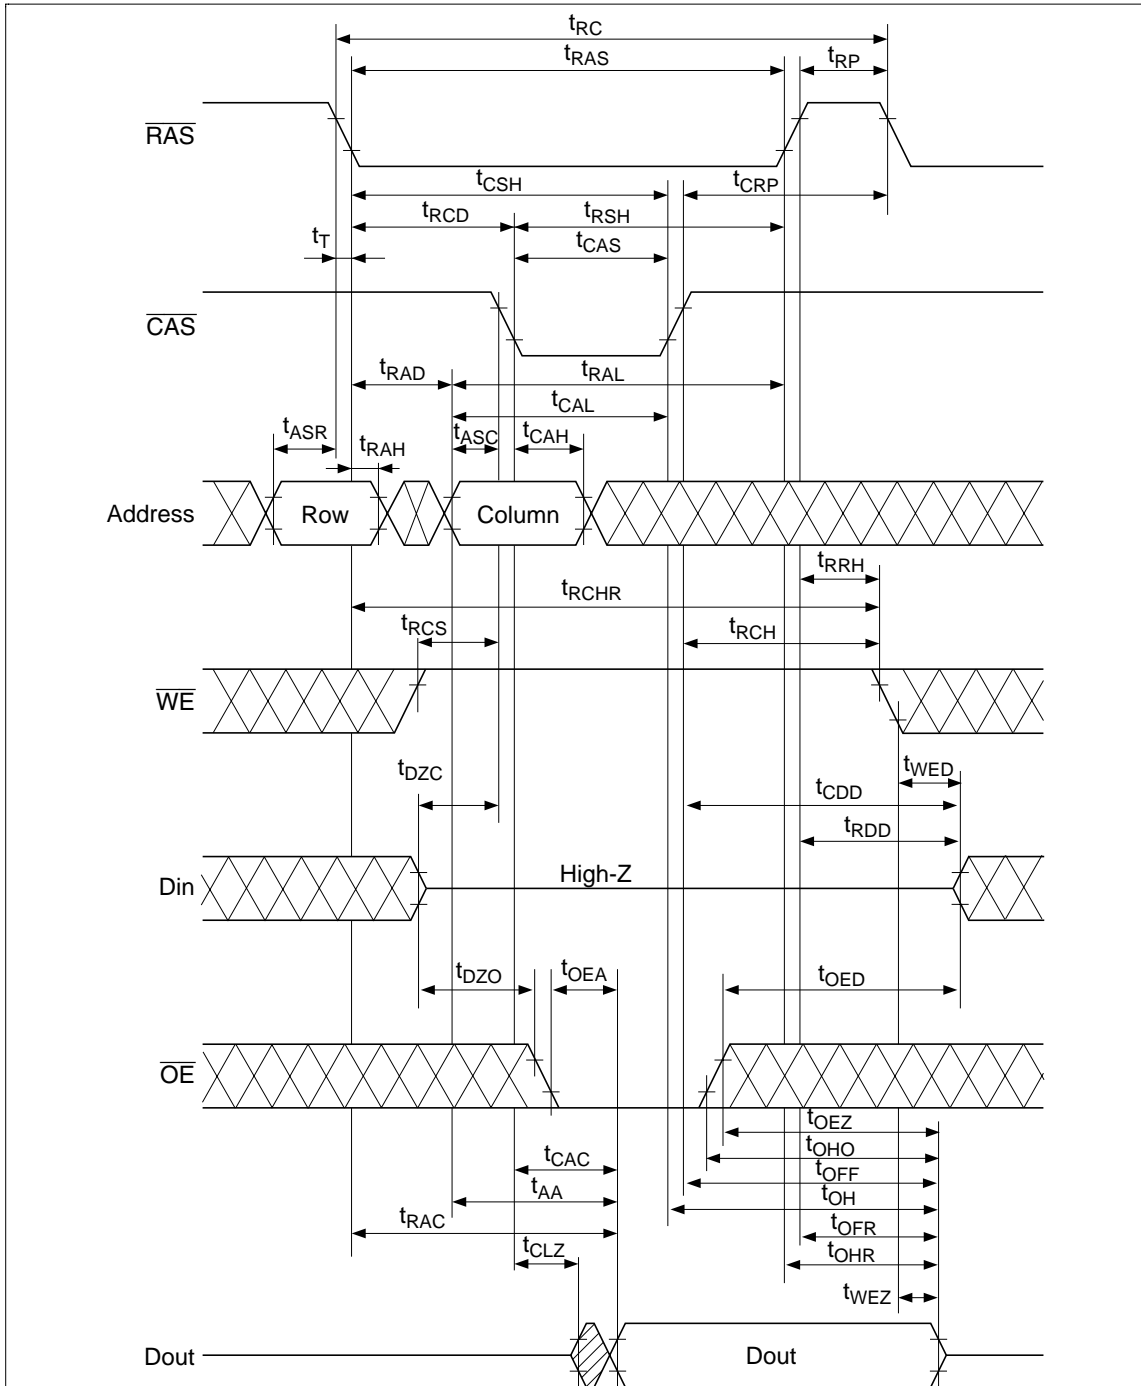 tRC
tRAS
tRP
RAS
tCSH
tCRP
tRCD
tRSH
tT
tCAS
CAS
tRAD
tRAL
tCAL
tASR
tRAH
tASC
tCAH
Address
Row
Column
tRRH
tRCHR
tRCS
tRCH
WE
tDZC
tWED
tCDD
tRDD
Din
High-Z
tDZO
tOEA
tOED
OE
tOEZ
tCAC
tOHO
tAA
tOFF
tOH
tRAC
tOFR
tCLZ
tOHR
tWEZ
Dout
Dout